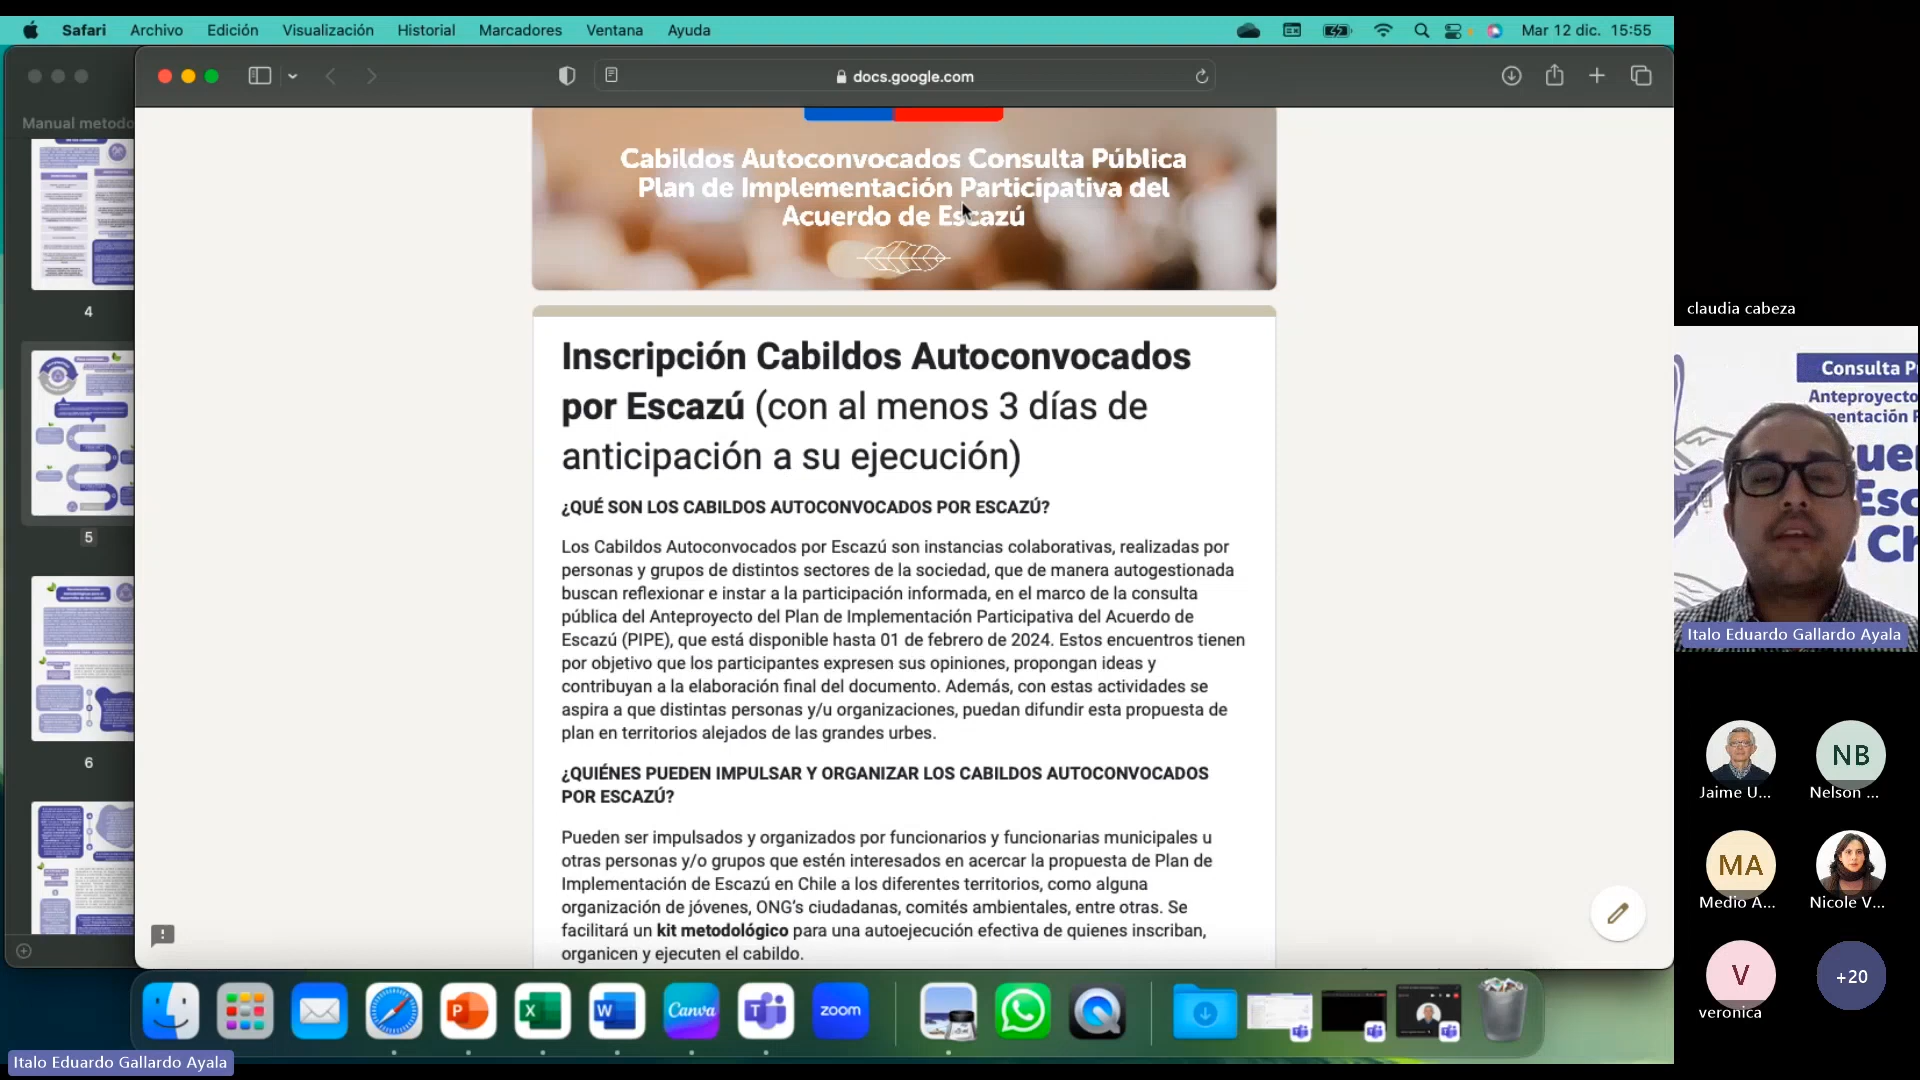 Safari Archivo Edición Visualización Historial Marcadores Ventana Ayuda Mar 12 dic. 15:55
docs.google.com
Manual metodo
4
5
6
Cabildos Autoconvocados Consulta Pública
Plan de Implementación Participativa del
Acuerdo de Escazú
Inscripción Cabildos Autoconvocados
por Escazú (con al menos 3 días de
anticipación a su ejecución)
¿QUÉ SON LOS CABILDOS AUTOCONVOCADOS POR ESCAZÚ?
Los Cabildos Autoconvocados por Escazú son instancias colaborativas, realizadas por
personas y grupos de distintos sectores de la sociedad, que de manera autogestionada
buscan reflexionar e instar a la participación informada, en el marco de la consulta
pública del Anteproyecto del Plan de Implementación Participativa del Acuerdo de
Escazú (PIPE), que está disponible hasta 01 de febrero de 2024. Estos encuentros tienen
por objetivo que los participantes expresen sus opiniones, propongan ideas y
contribuyan a la elaboración final del documento. Además, con estas actividades se
aspira a que distintas personas y/u organizaciones, puedan difundir esta propuesta de
plan en territorios alejados de las grandes urbes.
¿QUIÉNES PUEDEN IMPULSAR Y ORGANIZAR LOS CABILDOS AUTOCONVOCADOS
POR ESCAZÚ?
Pueden ser impulsados y organizados por funcionarios y funcionarias municipales u
otras personas y/o grupos que estén interesados en acercar la propuesta de Plan de
Implementación de Escazú en Chile a los diferentes territorios, como alguna
organización de jóvenes, ONG's ciudadanas, comités ambientales, entre otras. Se
facilitará un kit metodológico para una autoejecución efectiva de quienes inscriban,
organicen y ejecuten el cabildo.
Canva
zoom
Italo Eduardo Gallardo Ayala
claudia cabeza
Consulta P
Anteproyecto
mentación P
uer
Esc
Ch
Italo Eduardo Gallardo Ayala
Jaime U...
NB
Nelson ...
MA
Medio A...
Nicole V...
V
veronica
+20